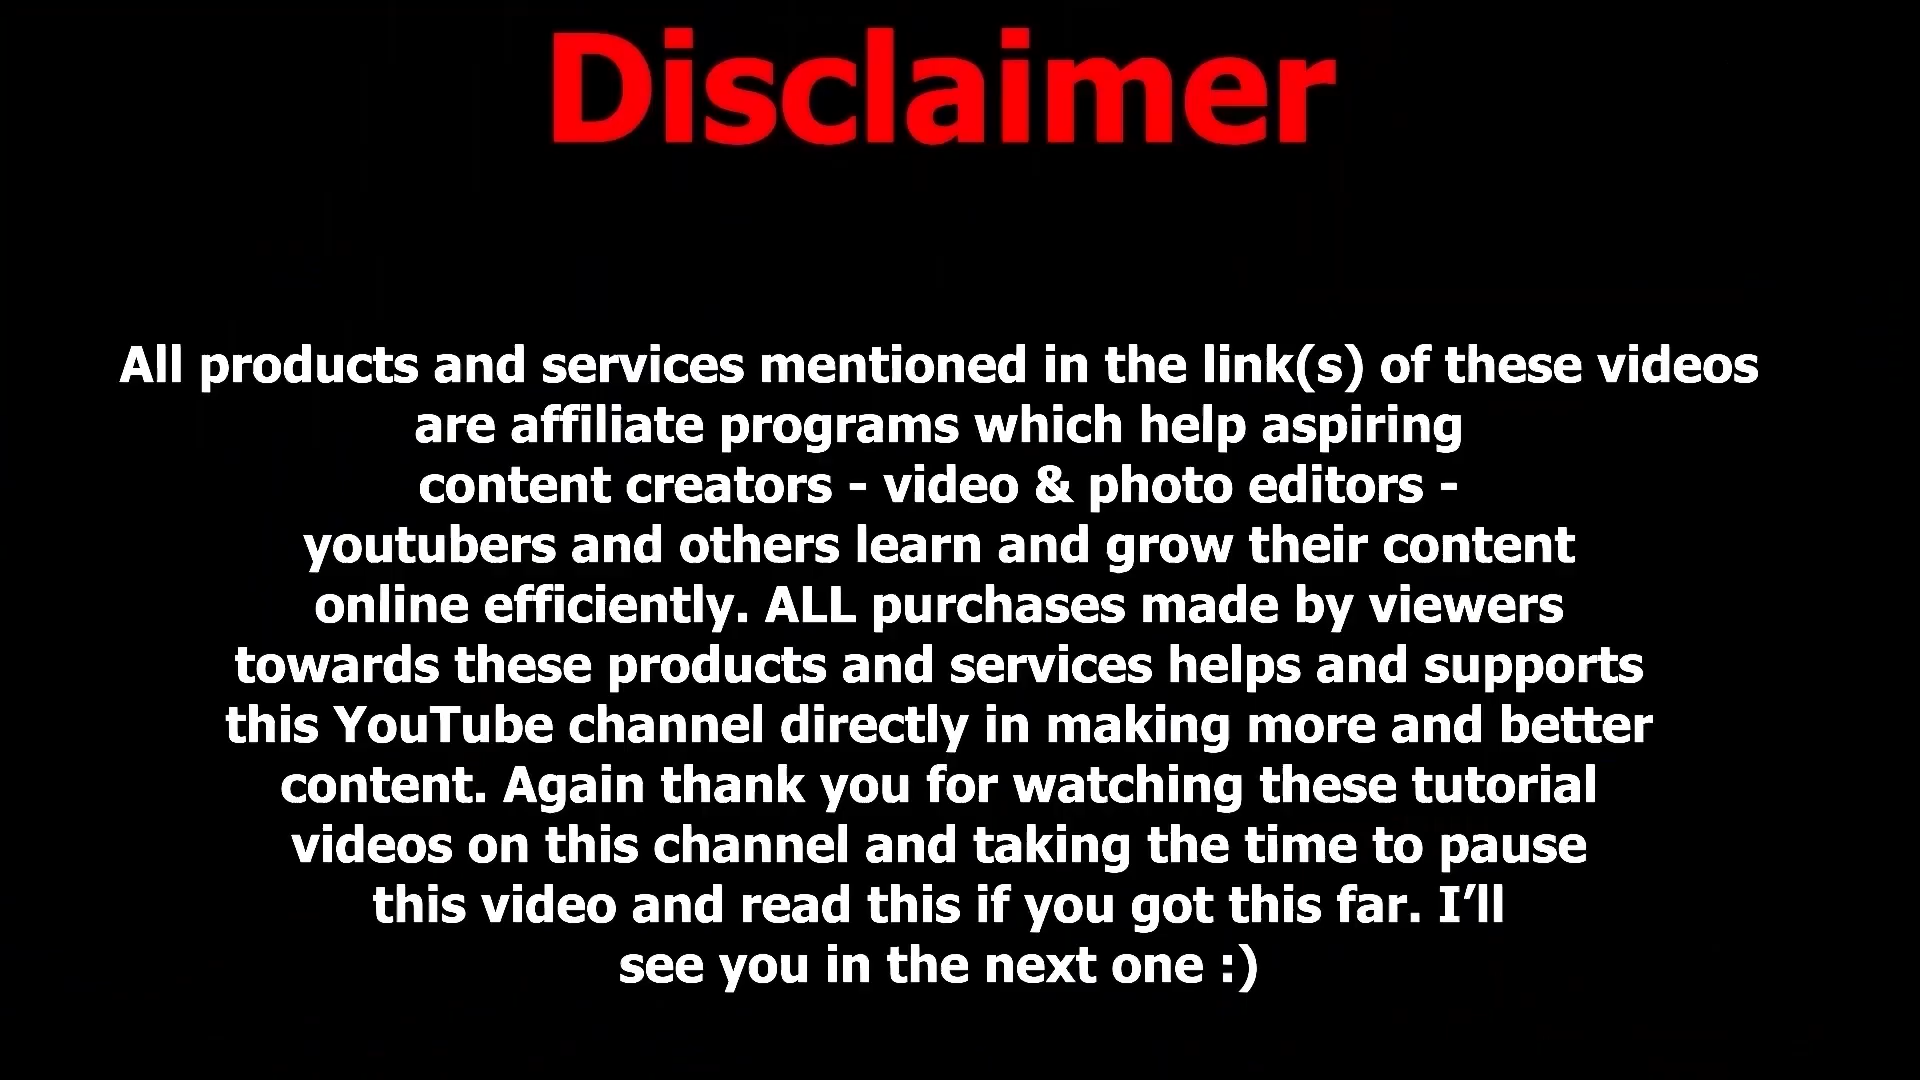 Disclaimer
All products and services mentioned in the link(s) of these videos
are affiliate programs which help aspiring
content creators - video & photo editors -
youtubers and others learn and grow their content
online efficiently. ALL purchases made by viewers
towards these products and services helps and supports
this YouTube channel directly in making more and better
content. Again thank you for watching these tutorial
videos on this channel and taking the time to pause
this video and read this if you got this far. I’ll
see you in the next one :)